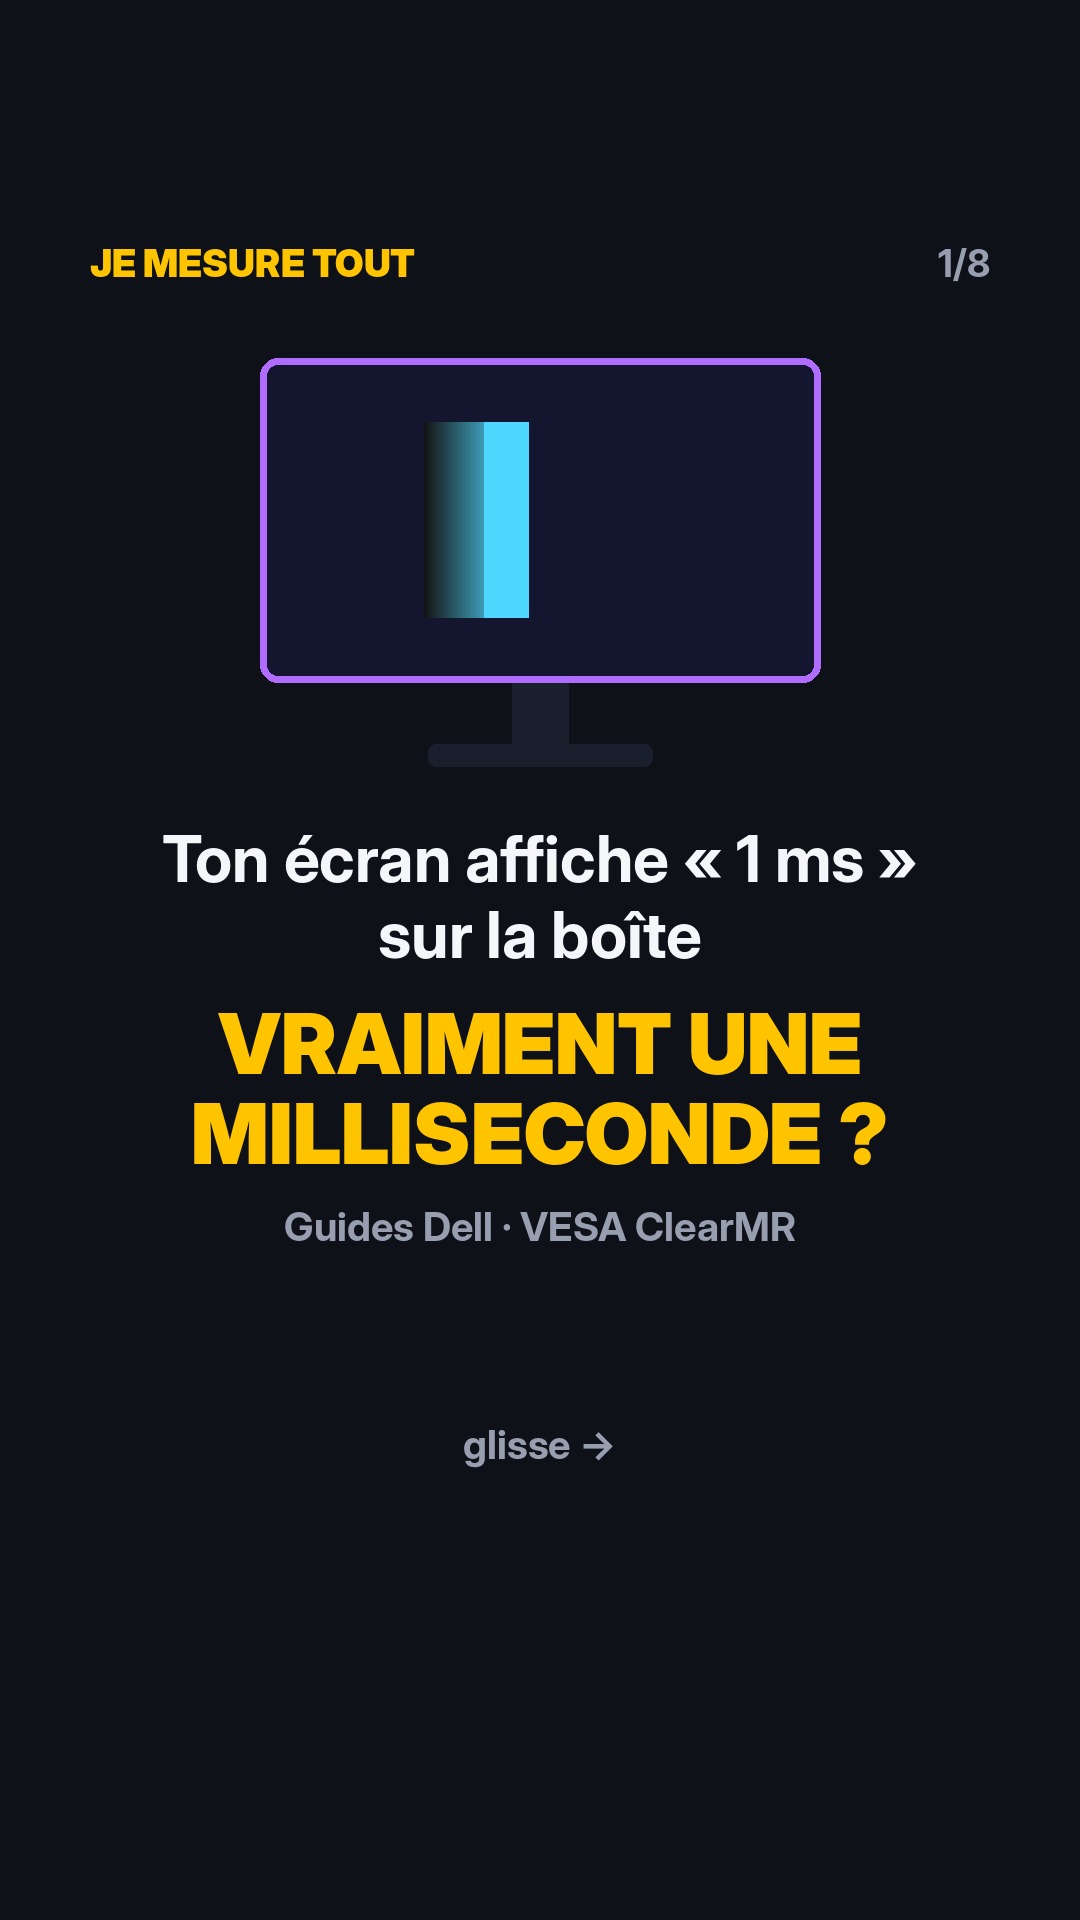 JE MESURE TOUT
1/8
Ton écran affiche « 1 ms »
sur la boîte
VRAIMENT UNE
MILLISECONDE ?
Guides Dell · VESA ClearMR
glisse →